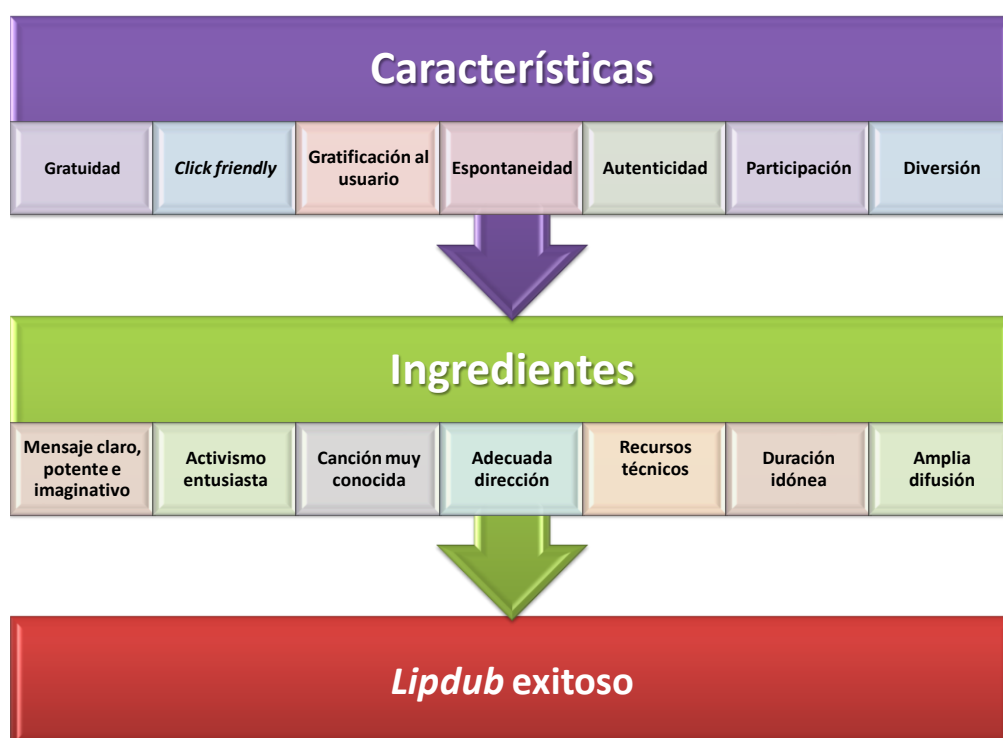 Características
Gratuidad
Click friendly
Gratificación al
usuario
Espontaneidad
Autenticidad
Participación
Diversión
Ingredientes
Mensaje claro,
potente e
imaginativo
Activismo
entusiasta
Canción muy
conocida
Adecuada
dirección
Recursos
técnicos
Duración
idónea
Amplia
difusión
Lipdub exitoso